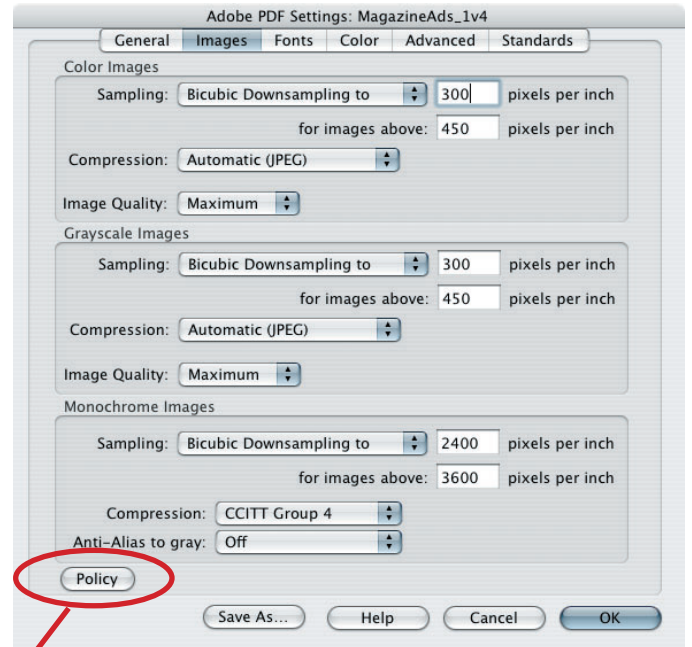 Adobe PDF Settings: MagazineAds_1v4
General Images Fonts Color Advanced Standards
Color Images
Sampling: Bicubic Downsampling to 300 pixels per inch
for images above: 450 pixels per inch
Compression: Automatic (JPEG)
Image Quality: Maximum
Grayscale Images
Sampling: Bicubic Downsampling to 300 pixels per inch
for images above: 450 pixels per inch
Compression: Automatic (JPEG)
Image Quality: Maximum
Monochrome Images
Sampling: Bicubic Downsampling to 2400 pixels per inch
for images above: 3600 pixels per inch
Compression: CCITT Group 4
Anti-Alias to gray: Off
Policy
Save As... Help Cancel OK